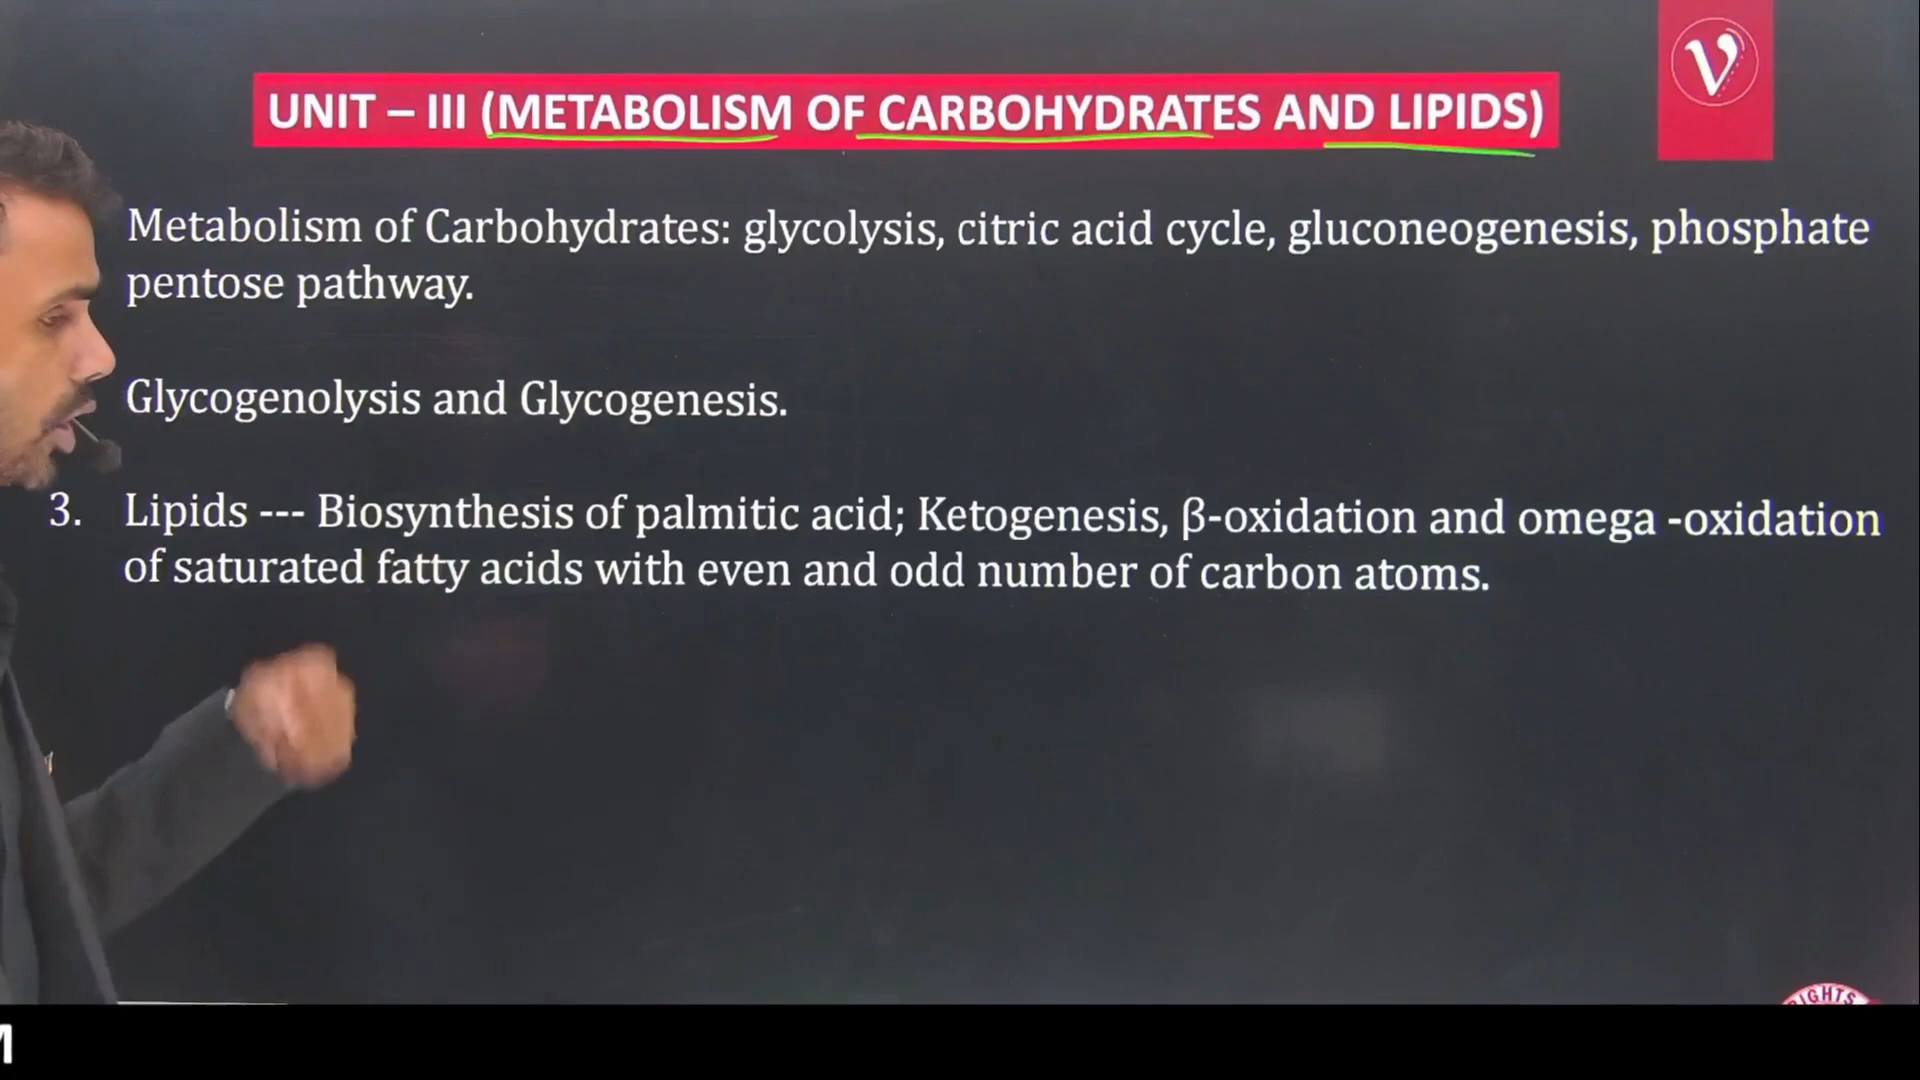 UNIT – III (METABOLISM OF CARBOHYDRATES AND LIPIDS)
V
Metabolism of Carbohydrates: glycolysis, citric acid cycle, gluconeogenesis, phosphate
pentose pathway.
Glycogenolysis and Glycogenesis.
3. Lipids --- Biosynthesis of palmitic acid; Ketogenesis, β-oxidation and omega -oxidation
of saturated fatty acids with even and odd number of carbon atoms.